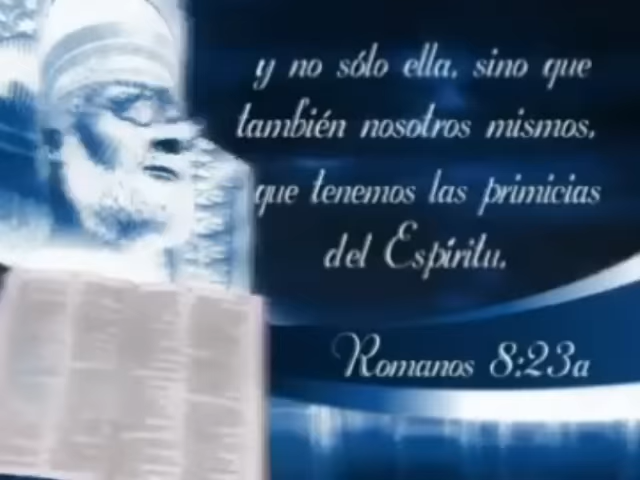 y no sólo ella, sino que
también nosotros mismos,
que tenemos las primicias
del Espíritu,
Romanos 8:23a